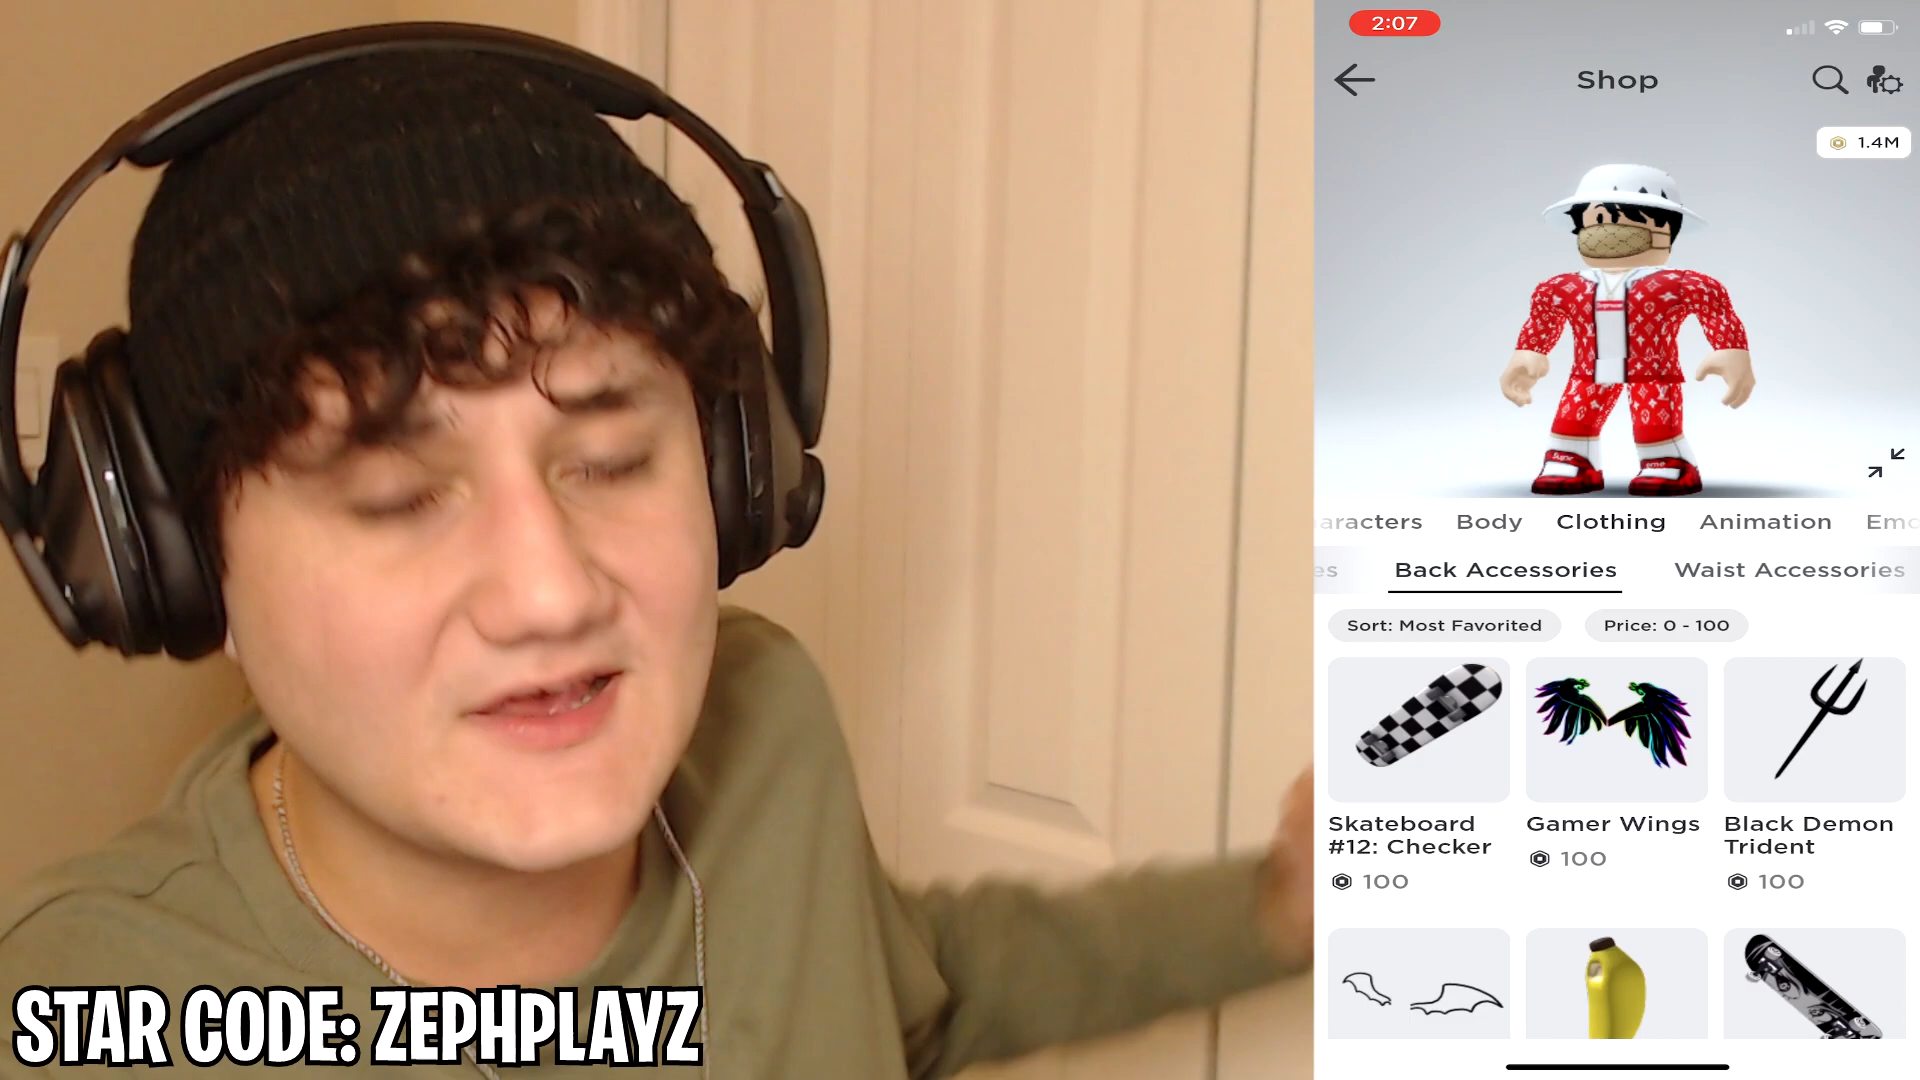 2:07
Shop
1.4M
aracters Body Clothing Animation Emo
es Back Accessories Waist Accessories
Sort: Most Favorited Price: 0 - 100
Skateboard #12: Checker
100
Gamer Wings
100
Black Demon Trident
100
STAR CODE: ZEPHPLAYZ